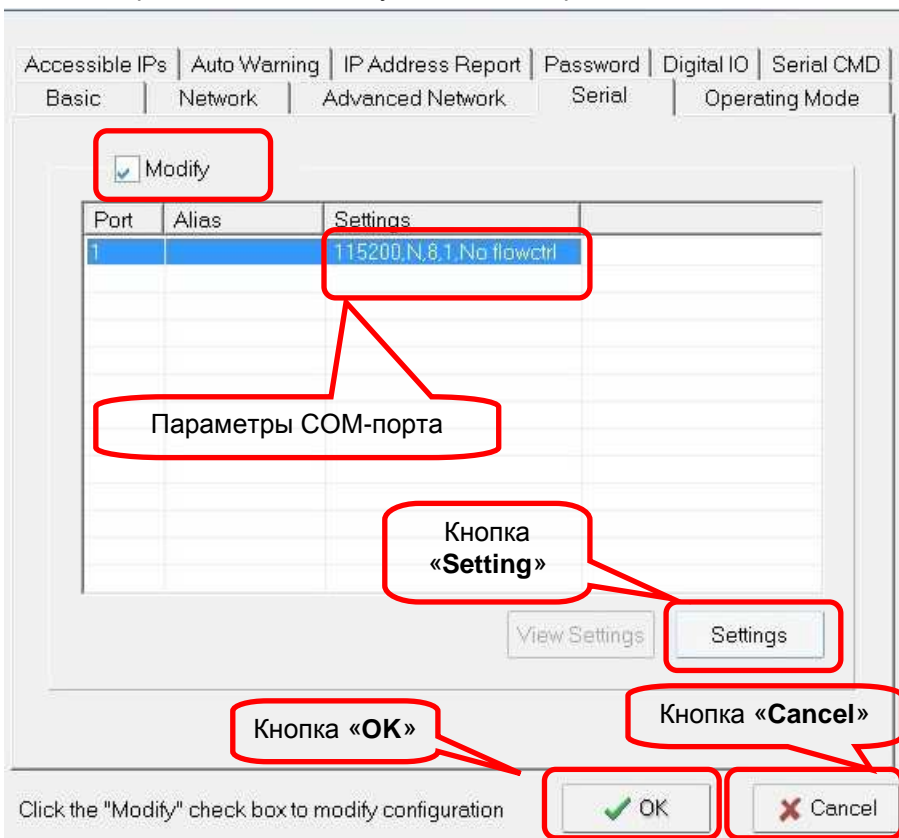 Accessible IPs Auto Warning IP Address Report Password Digital IO Serial CMD
Basic Network Advanced Network Serial Operating Mode
Modify
Port Alias Settings
1 115200,N,8,1,No flowctrl
Параметры COM-порта
Кнопка
«Setting»
View Settings Settings
Кнопка «OK»
Кнопка «Cancel»
Click the "Modify" check box to modify configuration
OK
Cancel